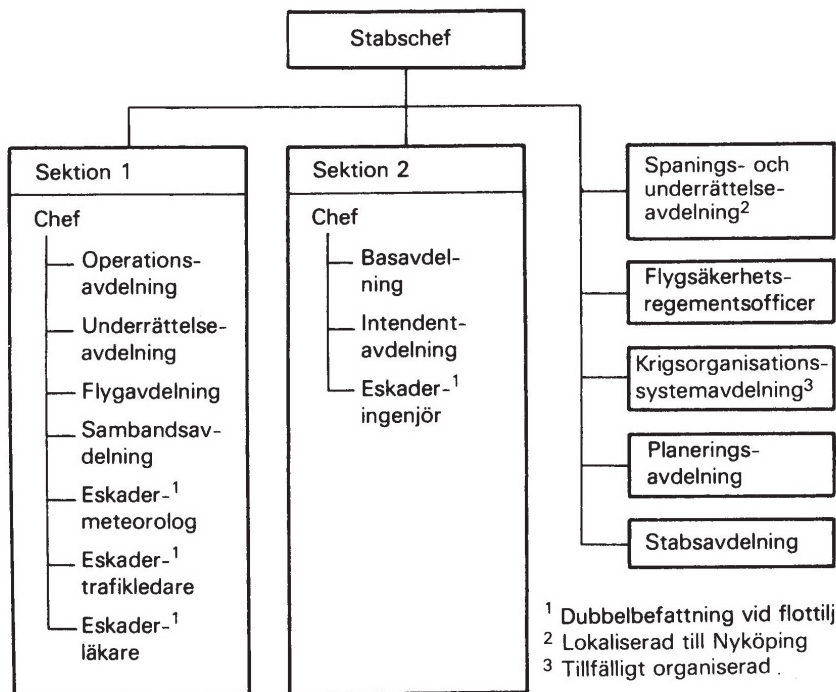 Stabschef
Sektion 1
Chef
Operations-
avdelning
Underrättelse-
avdelning
Flygavdelning
Sambandsav-
delning
Eskader-¹
meteorolog
Eskader-¹
trafikledare
Eskader-¹
läkare
Sektion 2
Chef
Basavdel-
ning
Intendent-
avdelning
Eskader-¹
ingenjör
Spanings- och
underrättelse-
avdelning²
Flygsäkerhets-
regementsofficer
Krigsorganisations-
systemavdelning³
Planerings-
avdelning
Stabsavdelning
¹ Dubbelbefattning vid flottilj
² Lokaliserad till Nyköping
³ Tillfälligt organiserad.